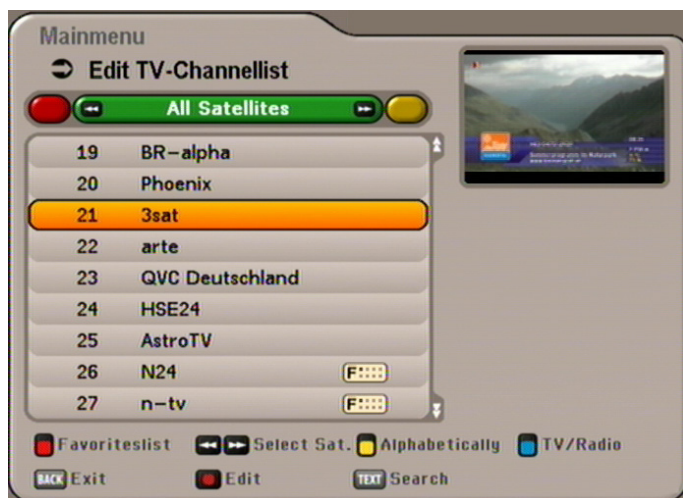 Mainmenu
Edit TV-Channellist
All Satellites
19 BR-alpha
20 Phoenix
21 3sat
22 arte
23 QVC Deutschland
24 HSE24
25 AstroTV
26 N24 F
27 n-tv F
Favoriteslist Select Sat. Alphabetically TV/Radio
BACK Exit Edit TEXT Search